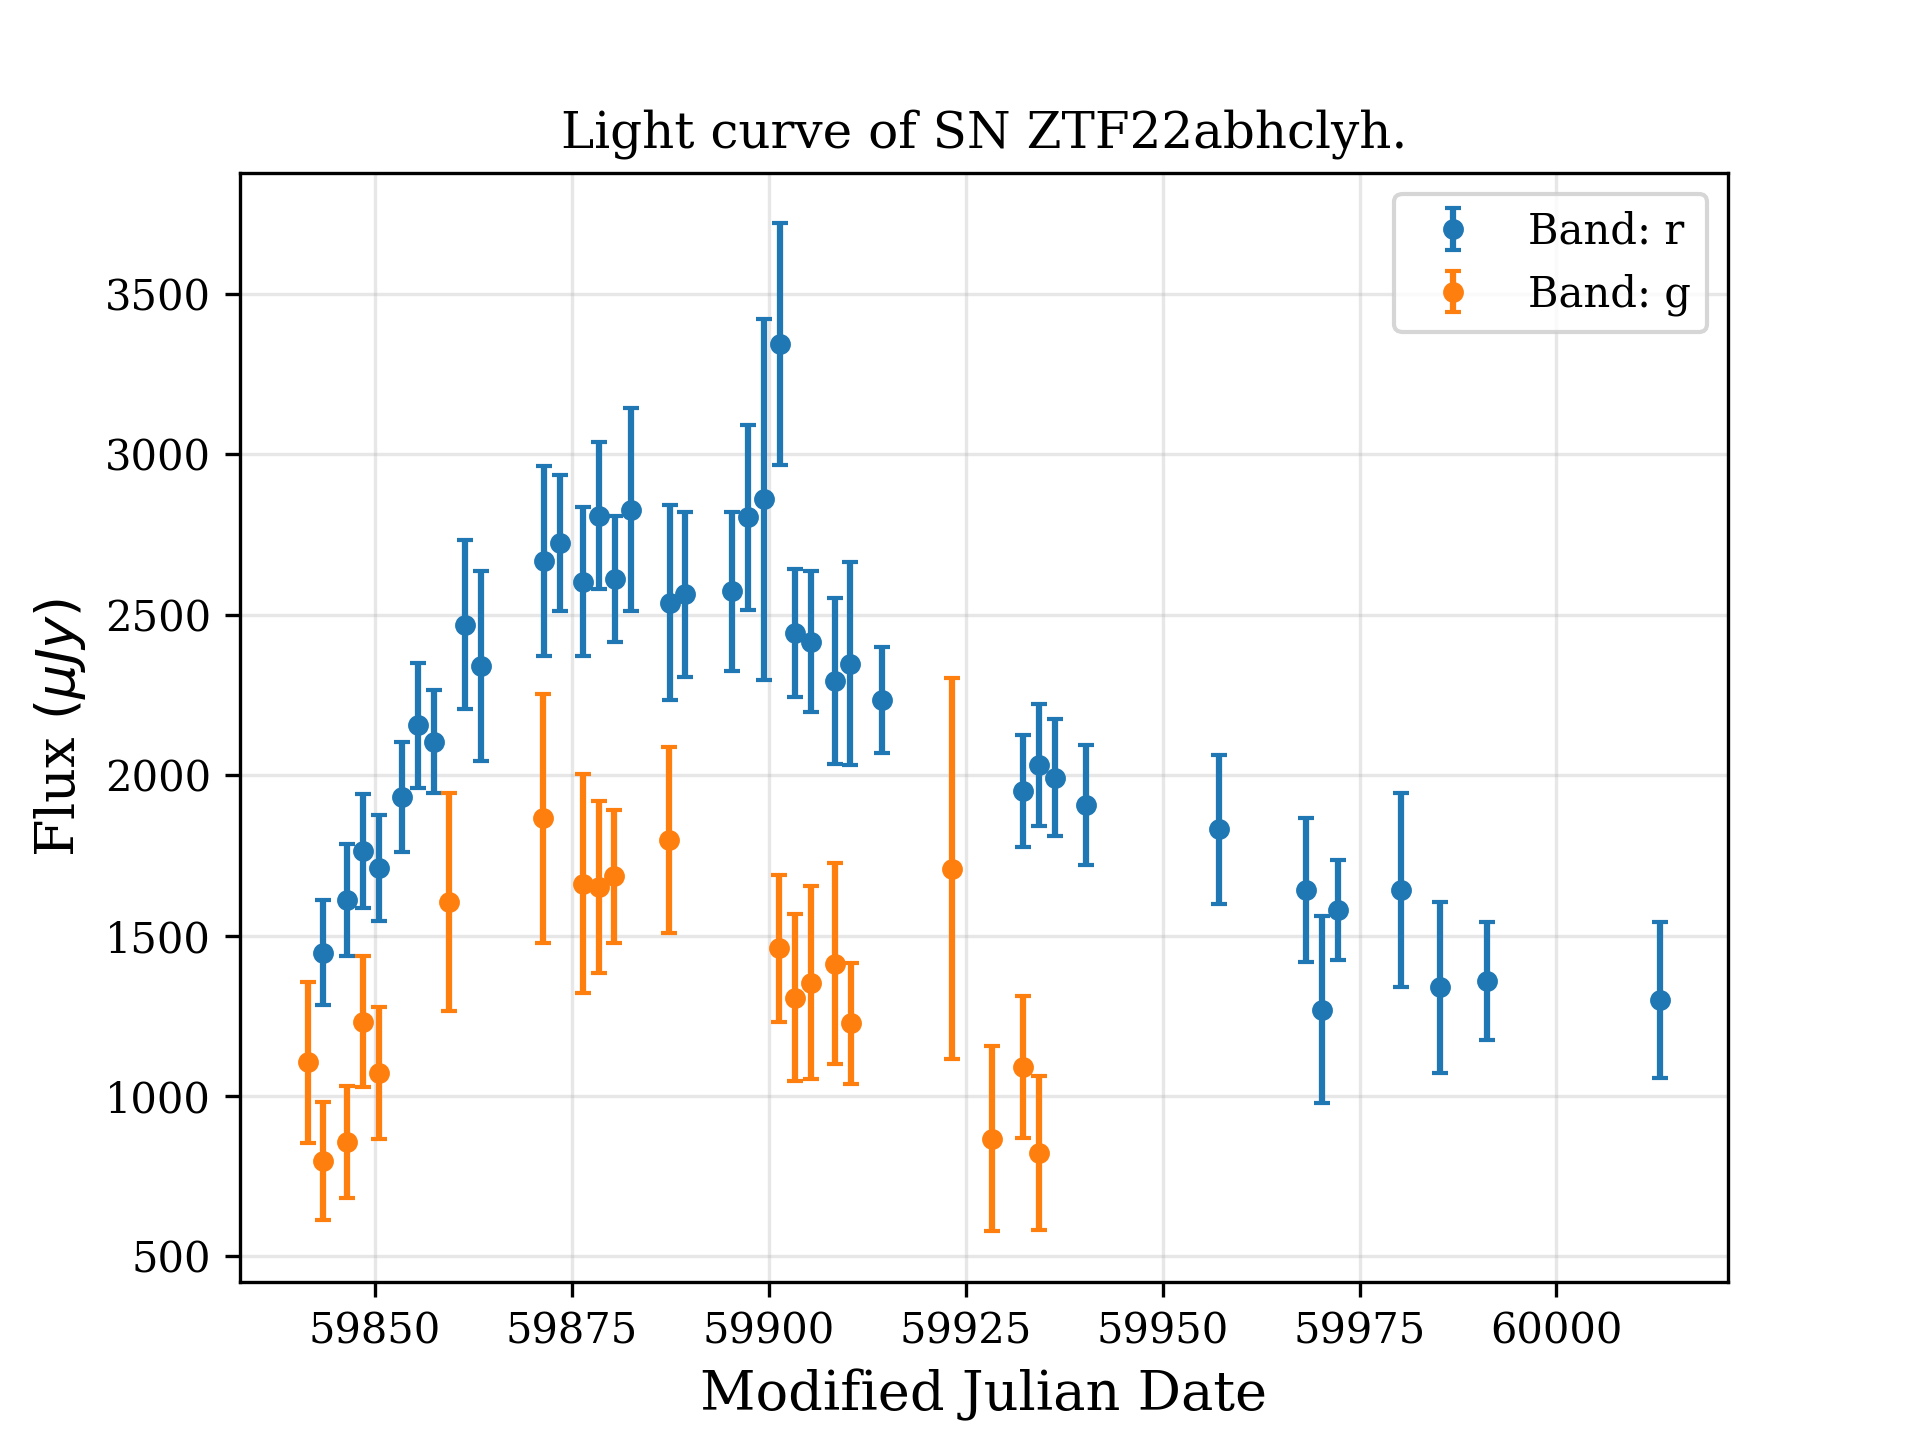 Light curve of SN ZTF22abhclyh.
Band: r
Band: g
Flux (μJy)
3500
3000
2500
2000
1500
1000
500
59850 59875 59900 59925 59950 59975 60000
Modified Julian Date